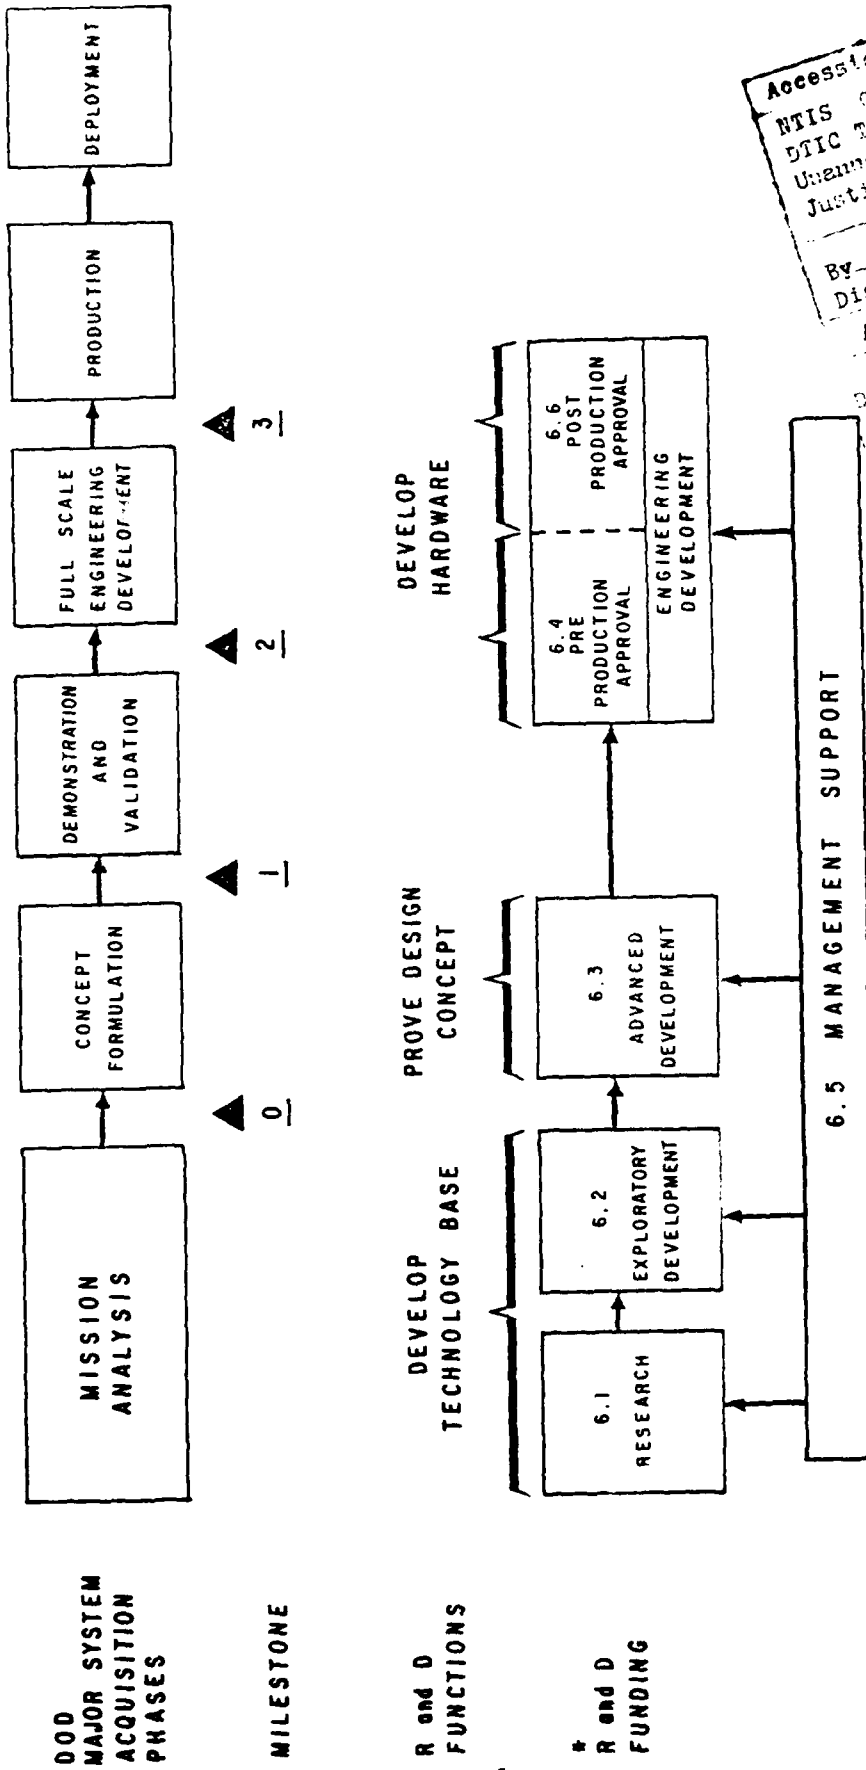 DOD
MAJOR SYSTEM
ACQUISITION
PHASES
MISSION
ANALYSIS
CONCEPT
FORMULATION
DEMONSTRATION
AND
VALIDATION
FULL SCALE
ENGINEERING
DEVELOPMENT
PRODUCTION
DEPLOYMENT
MILESTONE
0
1
2
3
R and D
FUNCTIONS
DEVELOP
TECHNOLOGY BASE
PROVE DESIGN
CONCEPT
DEVELOP
HARDWARE
*
R and D
FUNDING
6.1
RESEARCH
6.2
EXPLORATORY
DEVELOPMENT
6.3
ADVANCED
DEVELOPMENT
6.4
PRE
PRODUCTION
APPROVAL
6.6
POST
PRODUCTION
APPROVAL
ENGINEERING
DEVELOPMENT
6.5 MANAGEMENT SUPPORT
NTIS
DTIC
By